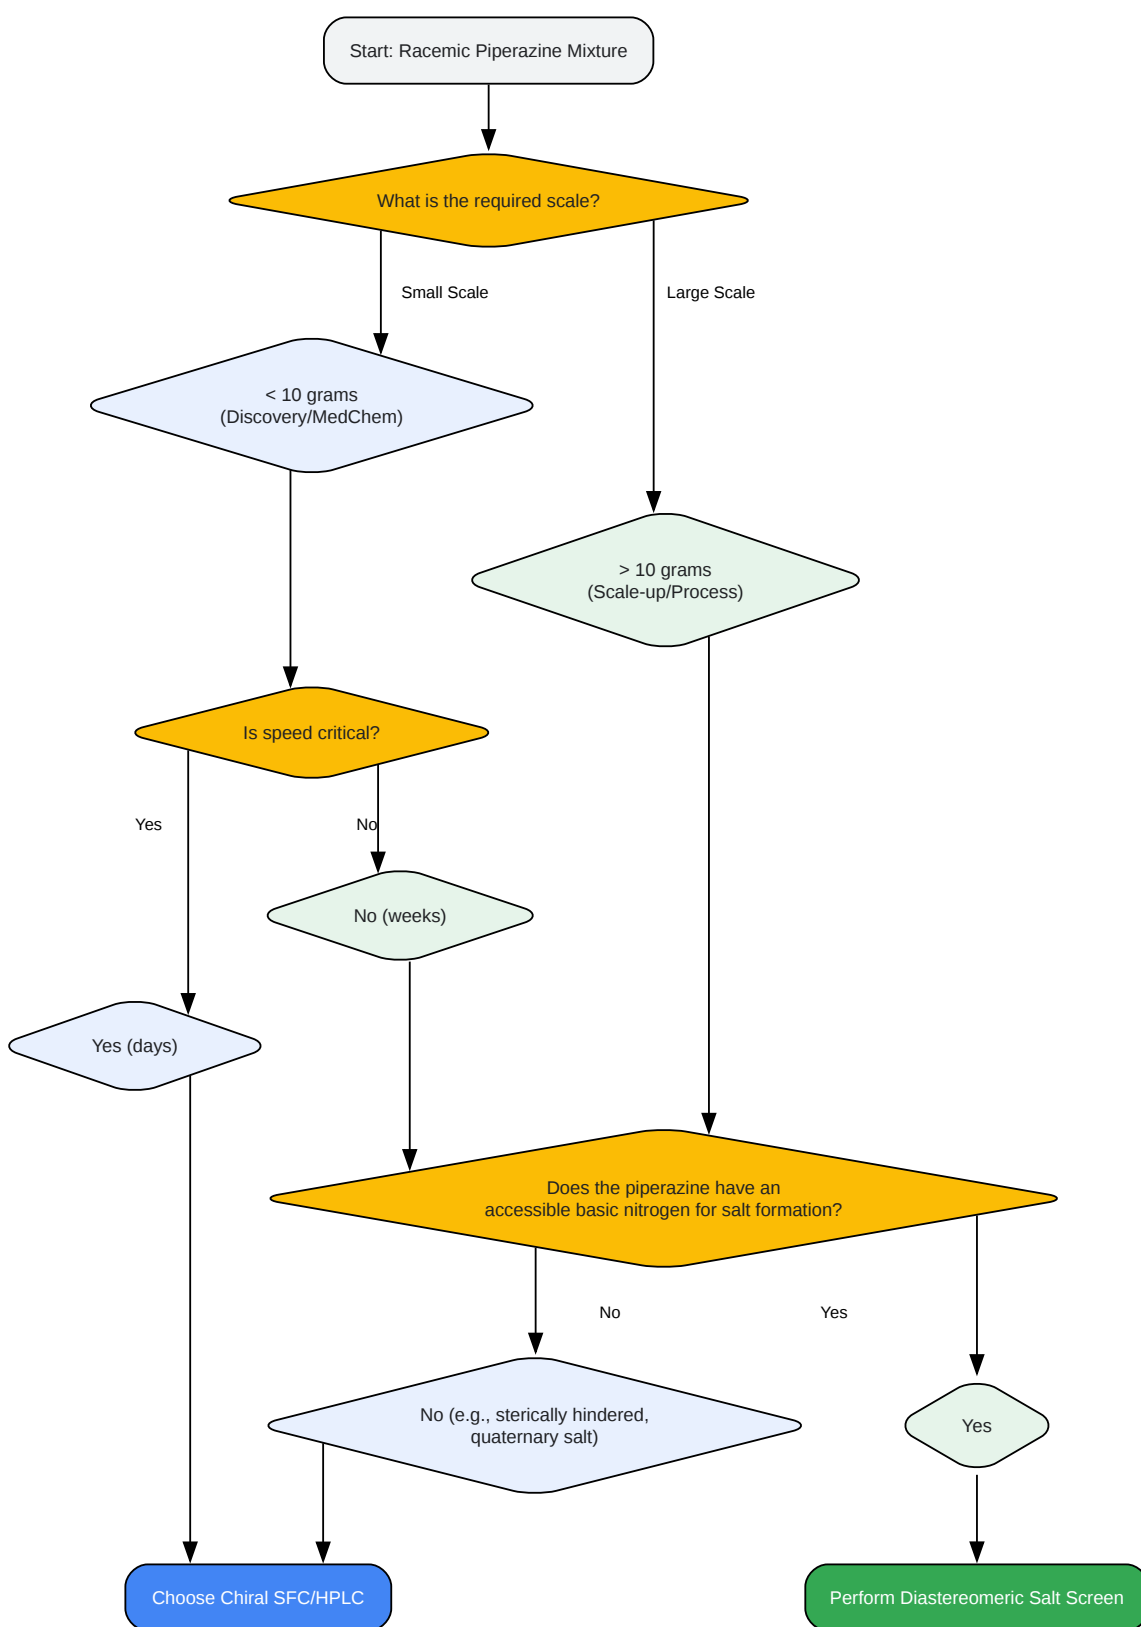 Start: Racemic Piperazine Mixture
What is the required scale?
Small Scale
Large Scale
< 10 grams
(Discovery/MedChem)
> 10 grams
(Scale-up/Process)
Is speed critical?
Yes
No
No (weeks)
Yes (days)
Does the piperazine have an
accessible basic nitrogen for salt formation?
No
Yes
No (e.g., sterically hindered,
quaternary salt)
Yes
Choose Chiral SFC/HPLC
Perform Diastereomeric Salt Screen